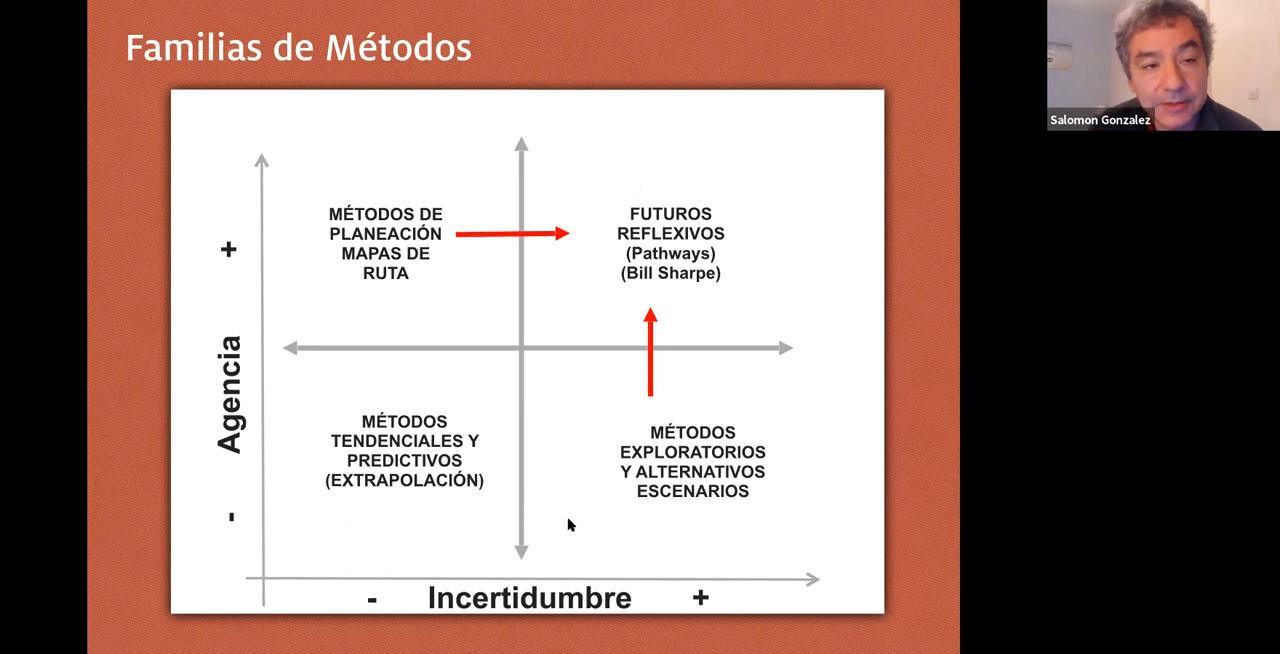 Familias de Métodos
Salomon Gonzalez
MÉTODOS DE
PLANEACIÓN
MAPAS DE
RUTA
FUTUROS
REFLEXIVOS
(Pathways)
(Bill Sharpe)
+
Agencia
-
MÉTODOS
TENDENCIALES Y
PREDICTIVOS
(EXTRAPOLACIÓN)
MÉTODOS
EXPLORATORIOS
Y ALTERNATIVOS
ESCENARIOS
- Incertidumbre +